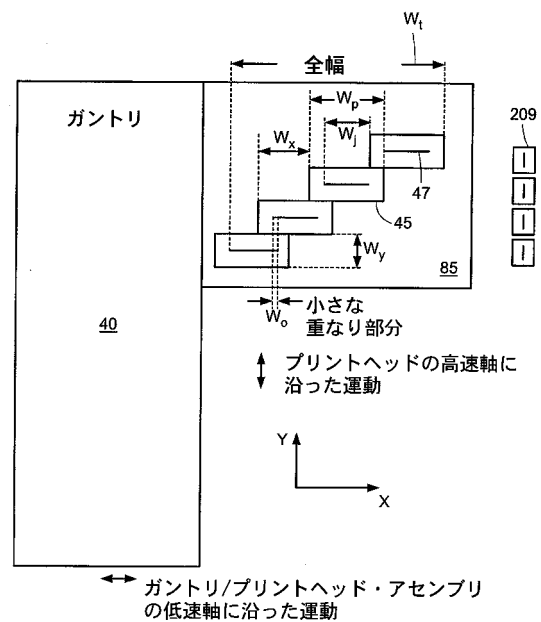 Wt
全幅
ガントリ
Wp
209
Wx
Wj
47
45
Wy
85
Wo
小さな
重なり部分
40
プリントヘッドの高速軸に
沿った運動
Y
X
ガントリ/プリントヘッド・アセンブリ
の低速軸に沿った運動